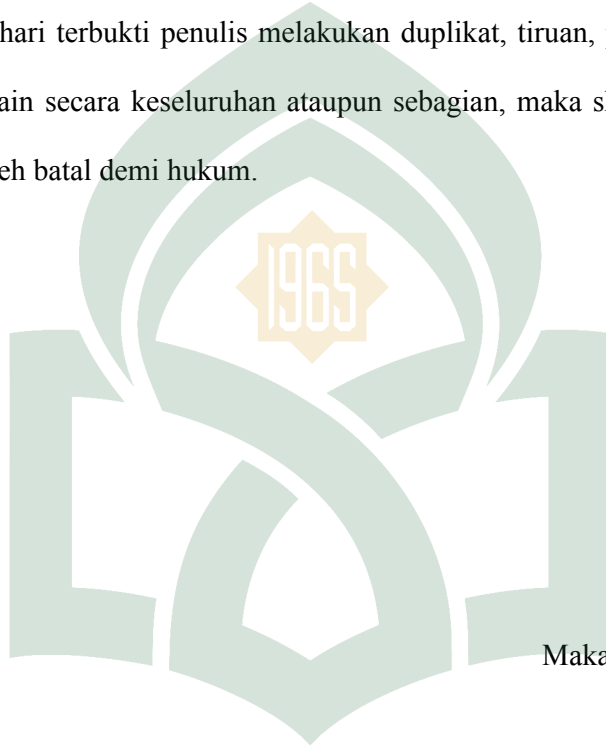 hari terbukti penulis melakukan duplikat, tiruan,
ain secara keseluruhan ataupun sebagian, maka
eh batal demi hukum.
1965
Maka